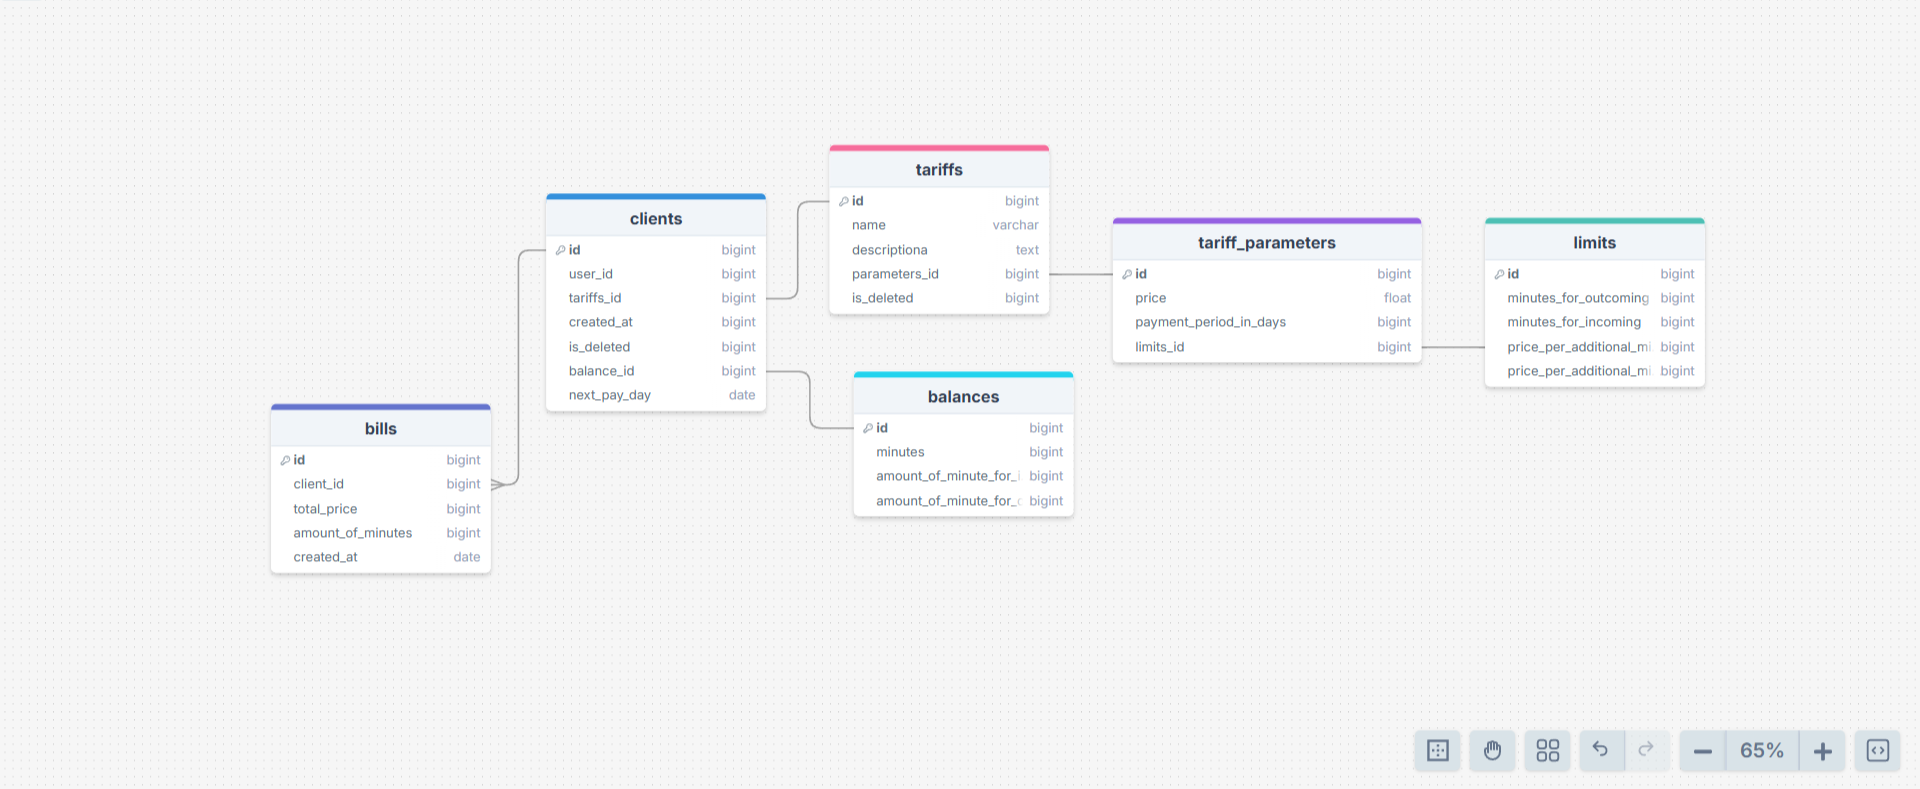 tariffs
id bigint
name varchar
descriptiona text
parameters_id bigint
is_deleted bigint
clients
id bigint
user_id bigint
tariffs_id bigint
created_at bigint
is_deleted bigint
balance_id bigint
next_pay_day date
tariff_parameters
id bigint
price float
payment_period_in_days bigint
limits_id bigint
limits
id bigint
minutes_for_outcoming bigint
minutes_for_incoming bigint
price_per_additional_mi bigint
price_per_additional_mi bigint
balances
id bigint
minutes bigint
amount_of_minute_for_i bigint
amount_of_minute_for_c bigint
bills
id bigint
client_id bigint
total_price bigint
amount_of_minutes bigint
created_at date
65%